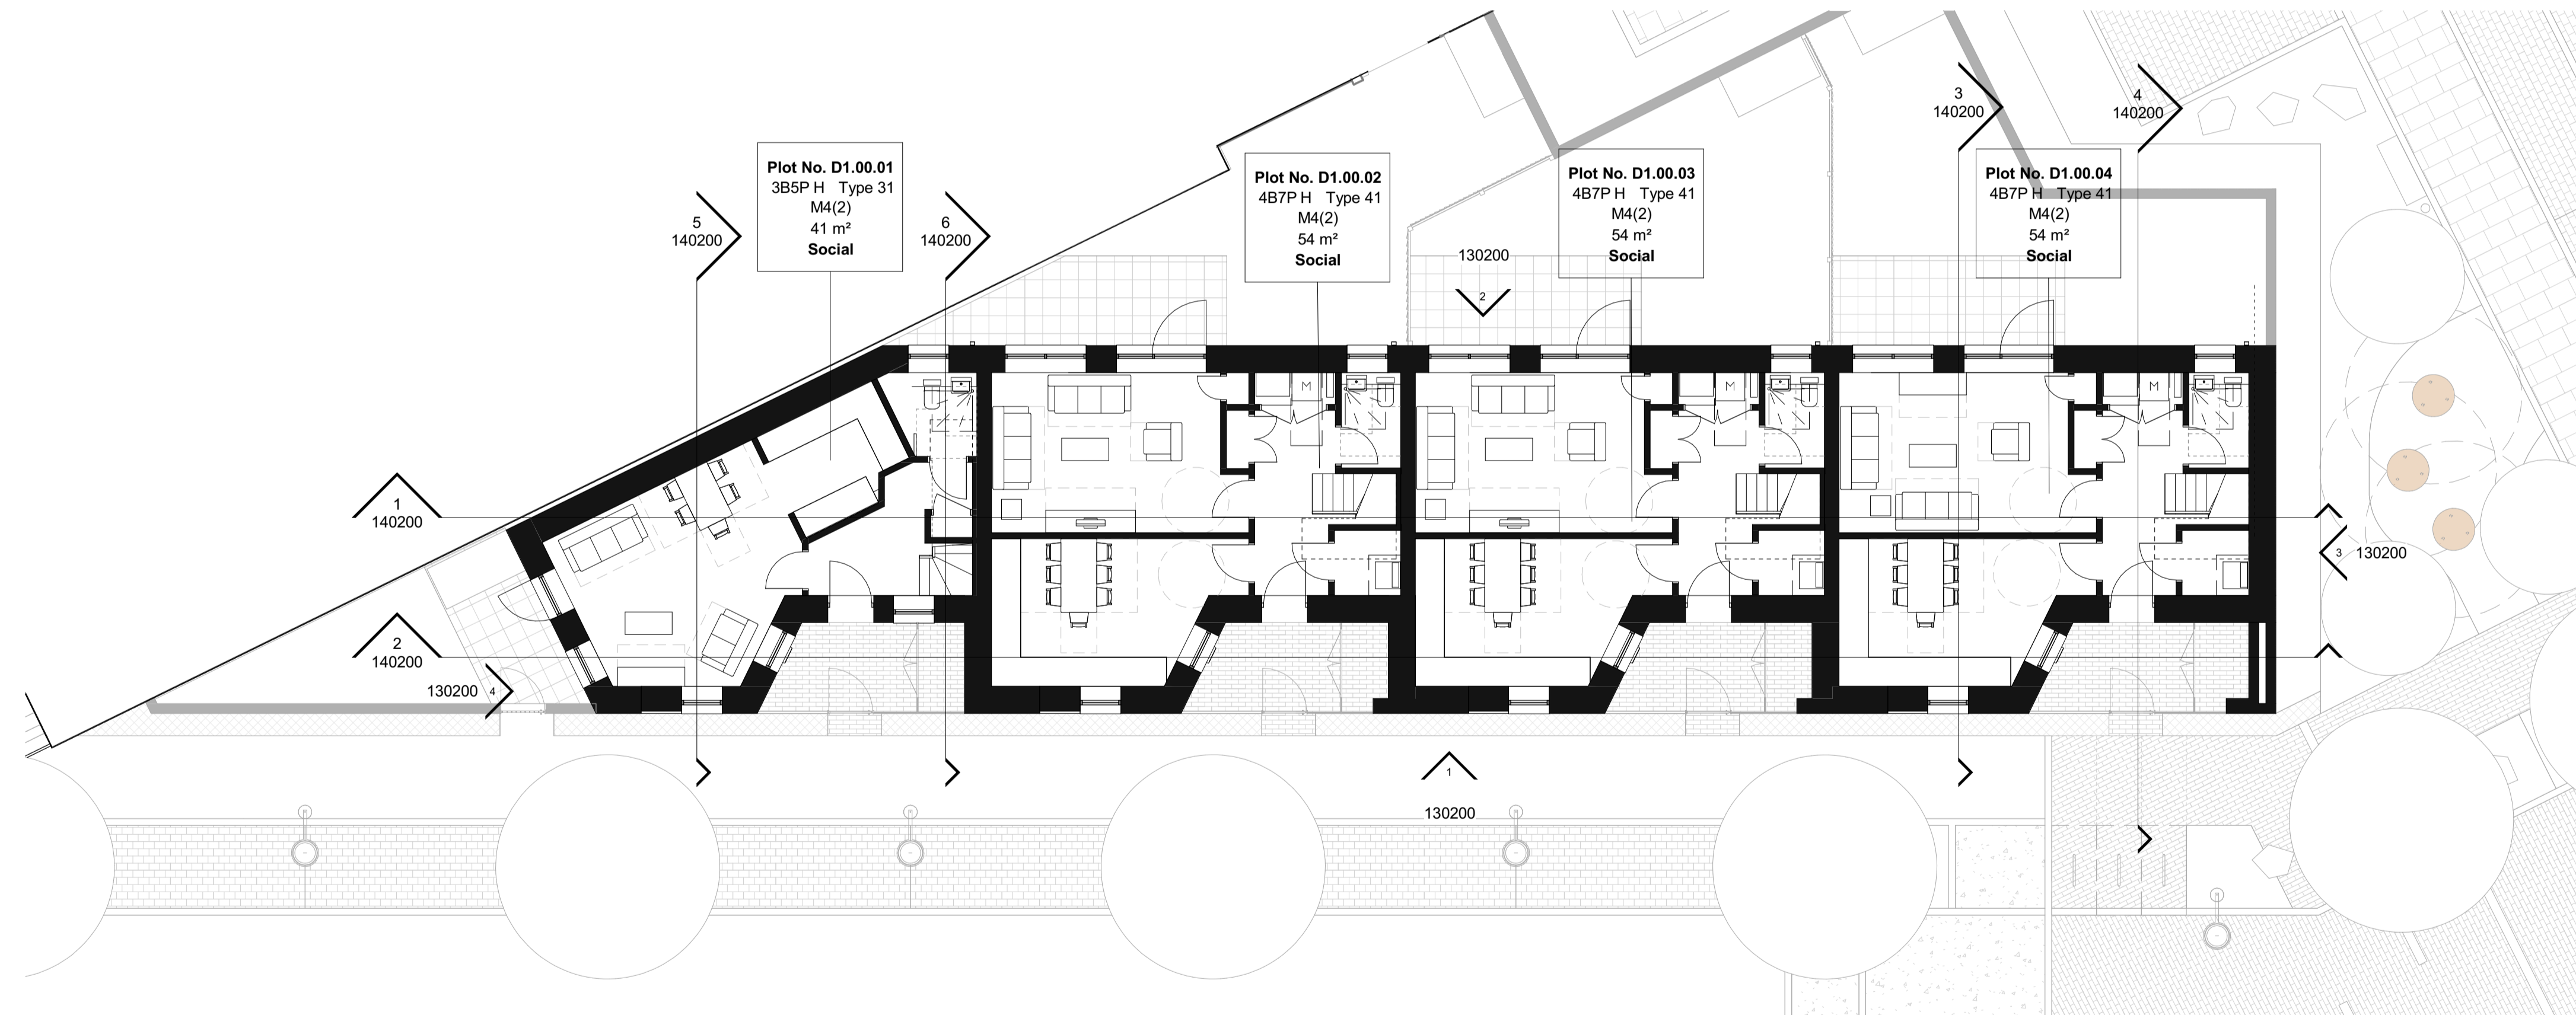 3
140200
4
140200
Plot No. D1.00.01
3B5P H Type 31
M4(2)
41 m²
Social
Plot No. D1.00.02
4B7P H Type 41
M4(2)
54 m²
Social
Plot No. D1.00.03
4B7P H Type 41
M4(2)
54 m²
Social
Plot No. D1.00.04
4B7P H Type 41
M4(2)
54 m²
Social
5
140200
6
140200
130200
2
M
M
M
1
140200
3
130200
2
140200
130200
4
1
130200